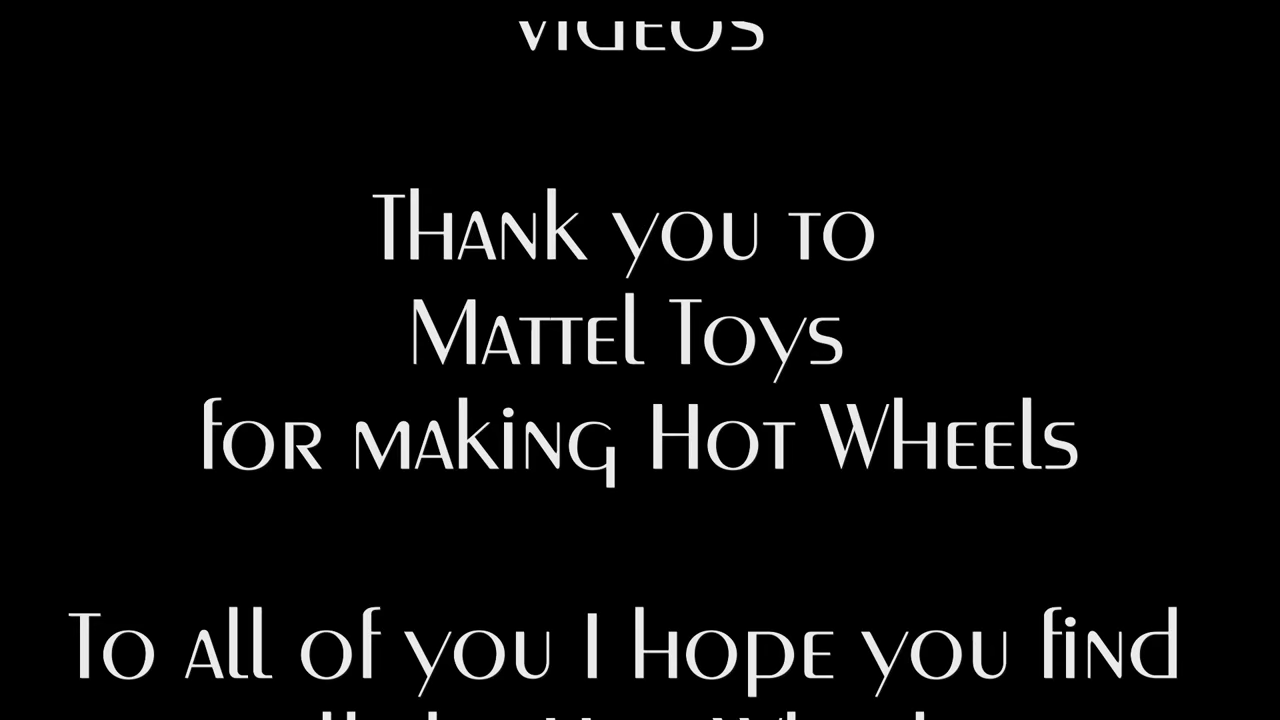 videos
Thank you to
Mattel Toys
for making Hot Wheels
To all of you I hope you find